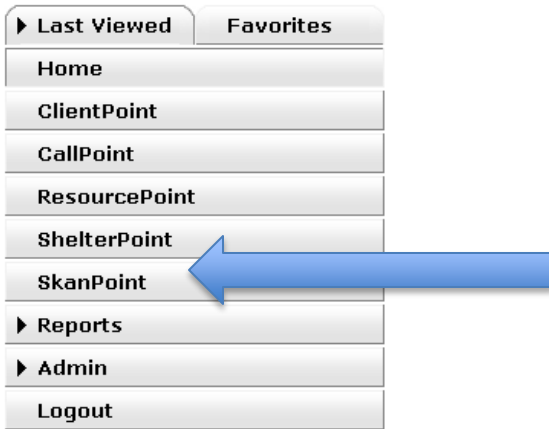 Last Viewed Favorites
Home
ClientPoint
CallPoint
ResourcePoint
ShelterPoint
SkanPoint
Reports
Admin
Logout